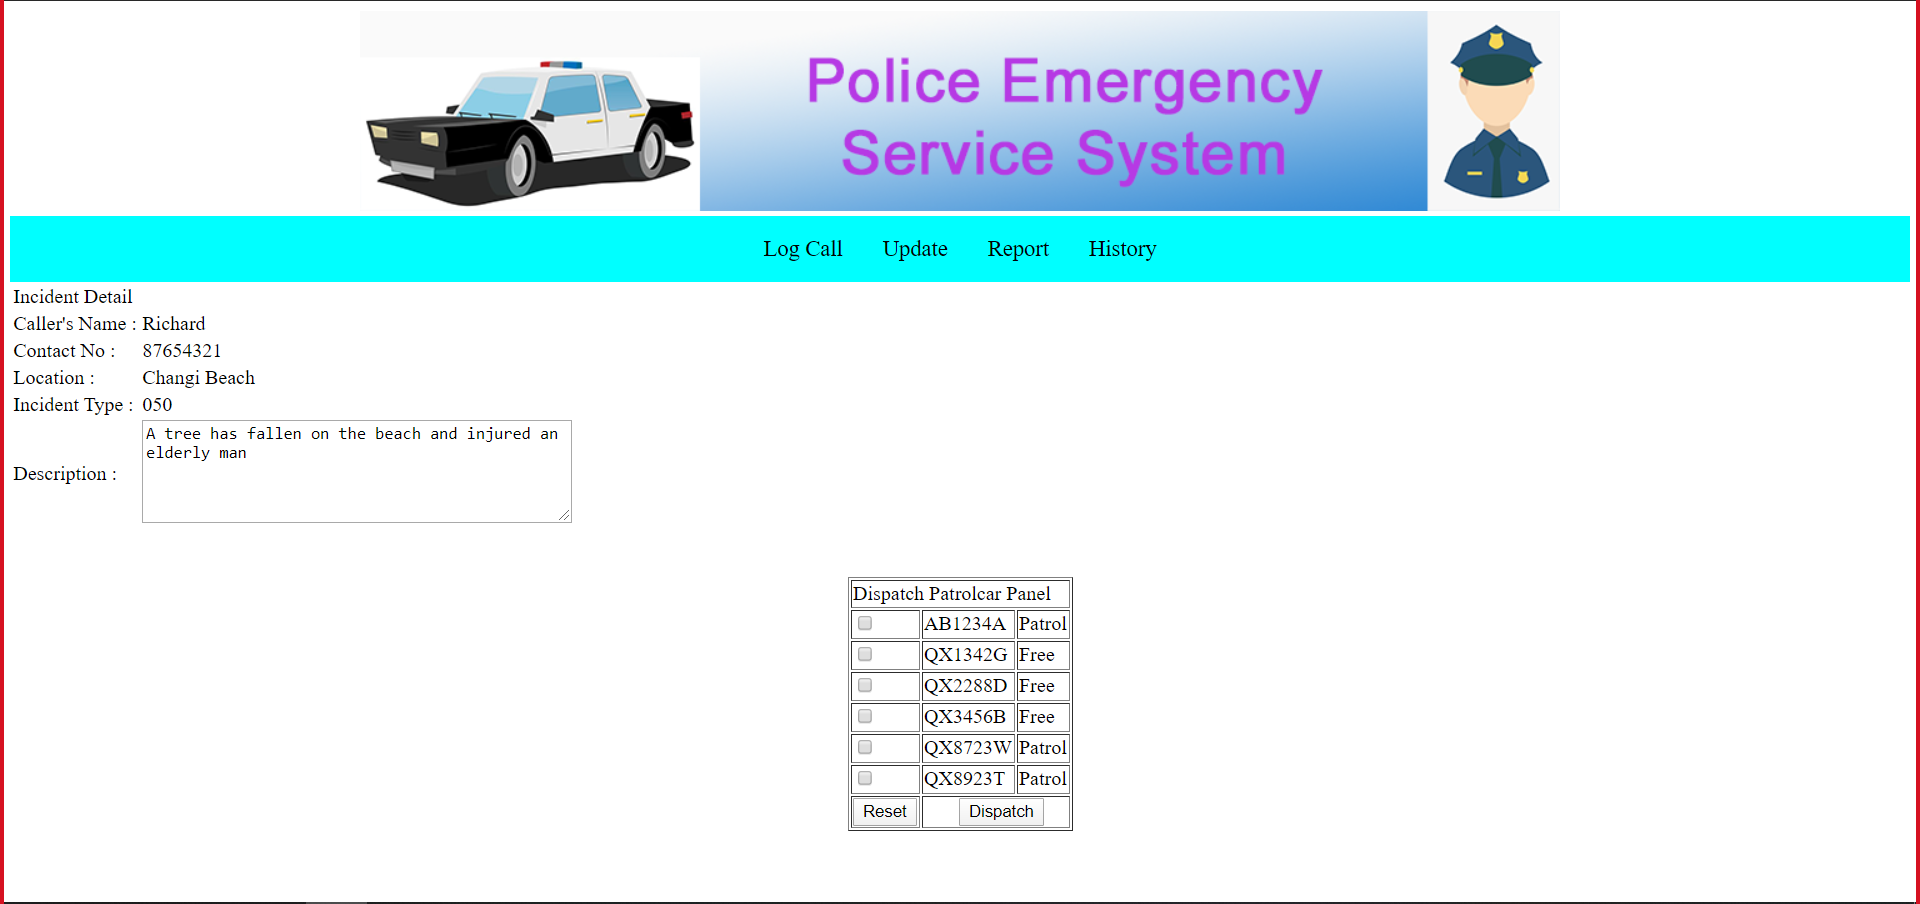 Police Emergency
Service System
Log Call Update Report History
Incident Detail
Caller's Name : Richard
Contact No : 87654321
Location : Changi Beach
Incident Type : 050
Description : A tree has fallen on the beach and injured an
elderly man
Dispatch Patrolcar Panel
AB1234A Patrol
QX1342G Free
QX2288D Free
QX3456B Free
QX8723W Patrol
QX8923T Patrol
Reset Dispatch